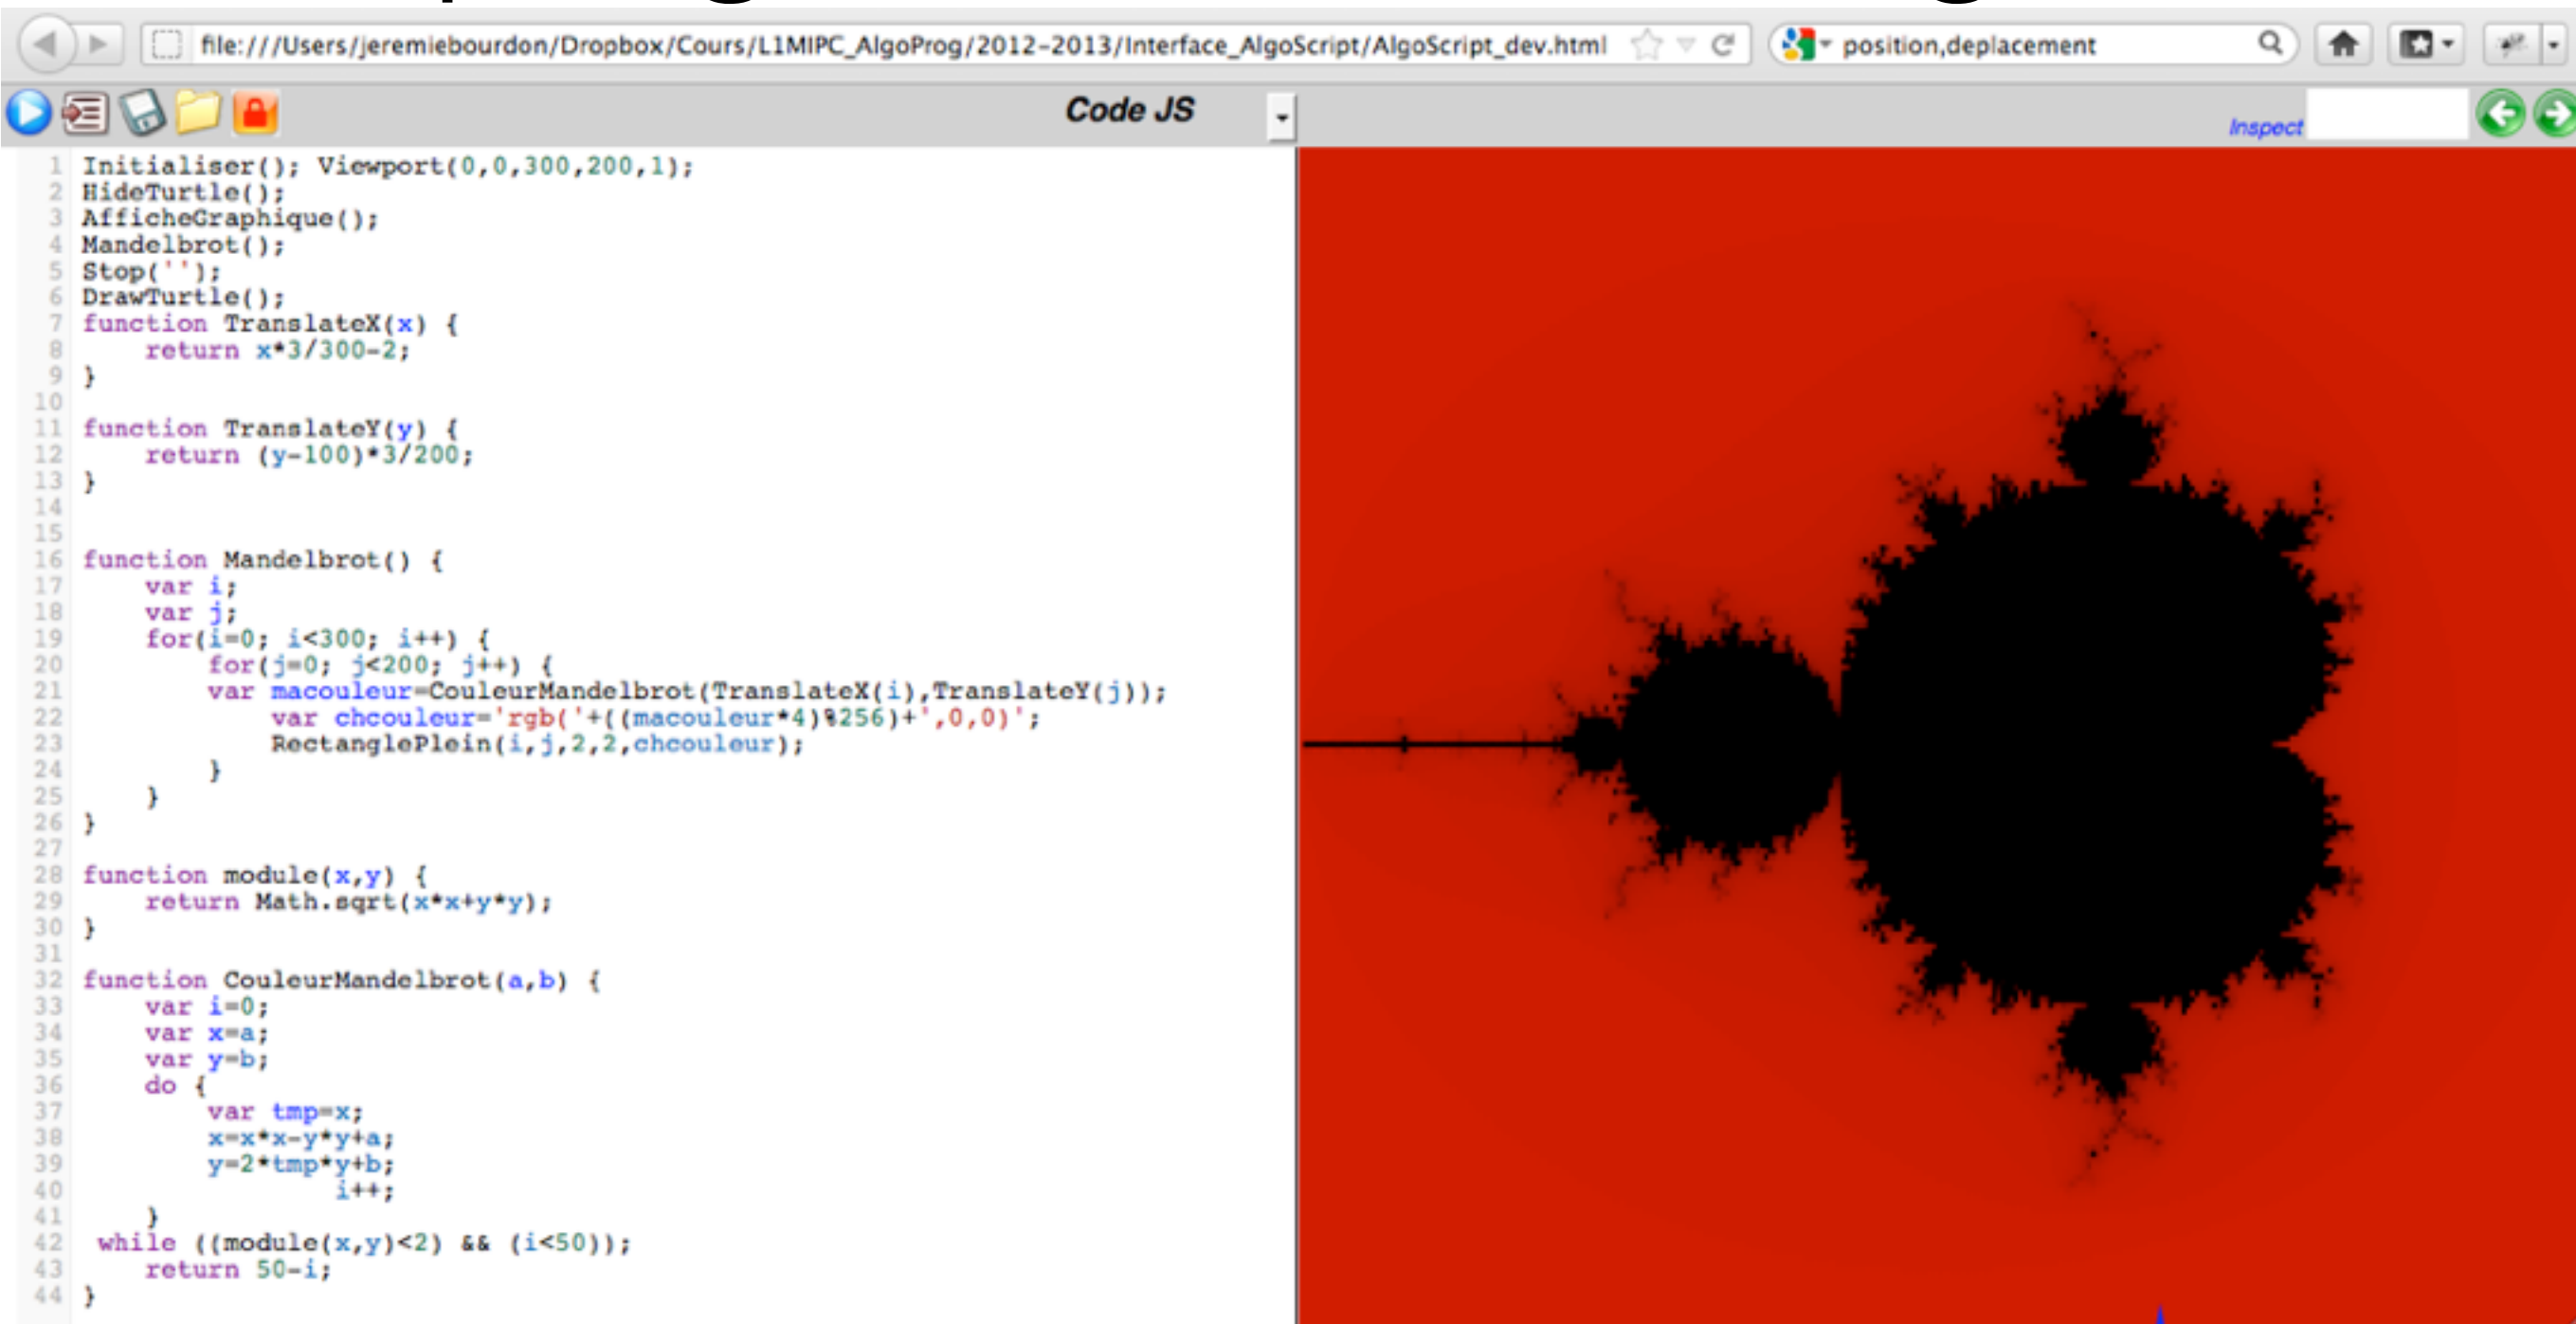 file:///Users/jeremiebourdon/Dropbox/Cours/L1MIPC_AlgoProg/2012-2013/Interface_AlgoScript/AlgoScript_dev.html
position,deplacement
Code JS
Inspect
1 Initialiser(); Viewport(0,0,300,200,1);
2 HideTurtle();
3 AfficheGraphique();
4 Mandelbrot();
5 Stop('');
6 DrawTurtle();
7 function TranslateX(x) {
8 return x*3/300-2;
9 }
10
11 function TranslateY(y) {
12 return (y-100)*3/200;
13 }
14
15
16 function Mandelbrot() {
17 var i;
18 var j;
19 for(i=0; i<300; i++) {
20 for(j=0; j<200; j++) {
21 var macouleur=CouleurMandelbrot(TranslateX(i),TranslateY(j));
22 var chcouleur='rgb('+((macouleur*4)%256)+',0,0)';
23 RectanglePlein(i,j,2,2,chcouleur);
24 }
25 }
26 }
27
28 function module(x,y) {
29 return Math.sqrt(x*x+y*y);
30 }
31
32 function CouleurMandelbrot(a,b) {
33 var i=0;
34 var x=a;
35 var y=b;
36 do {
37 var tmp=x;
38 x=x*x-y*y+a;
39 y=2*tmp*y+b;
40 i++;
41 }
42 while ((module(x,y)<2) && (i<50));
43 return 50-i;
44 }